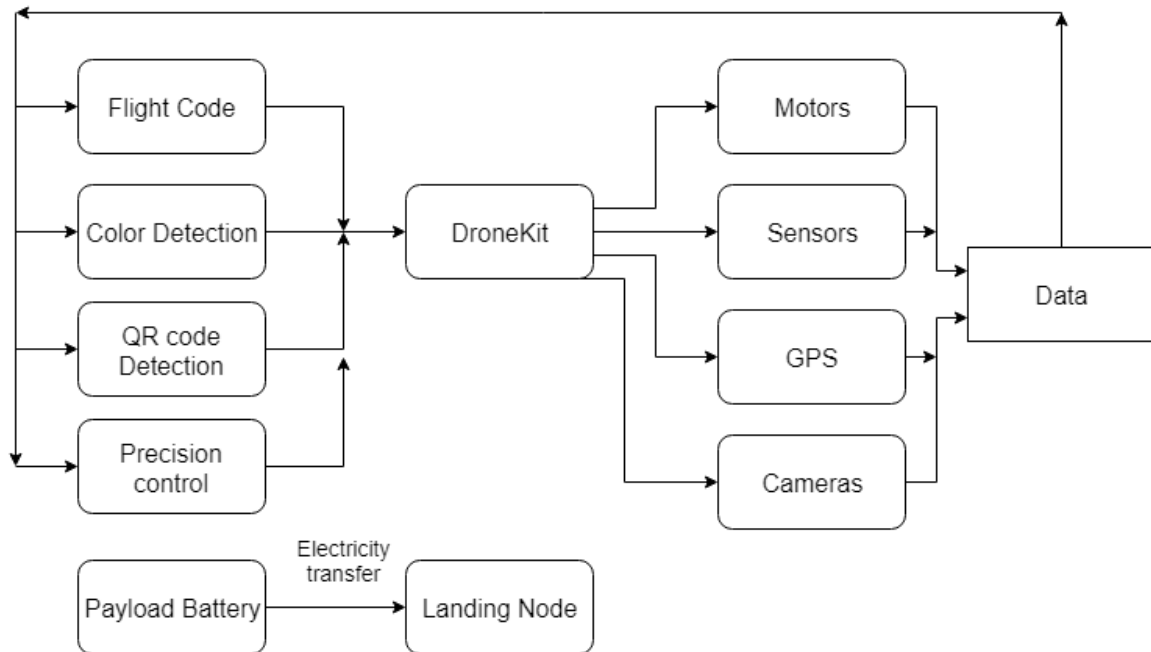 Flight Code
Motors
Color Detection
DroneKit
Sensors
Data
QR code
Detection
GPS
Precision
control
Cameras
Electricity
transfer
Payload Battery
Landing Node